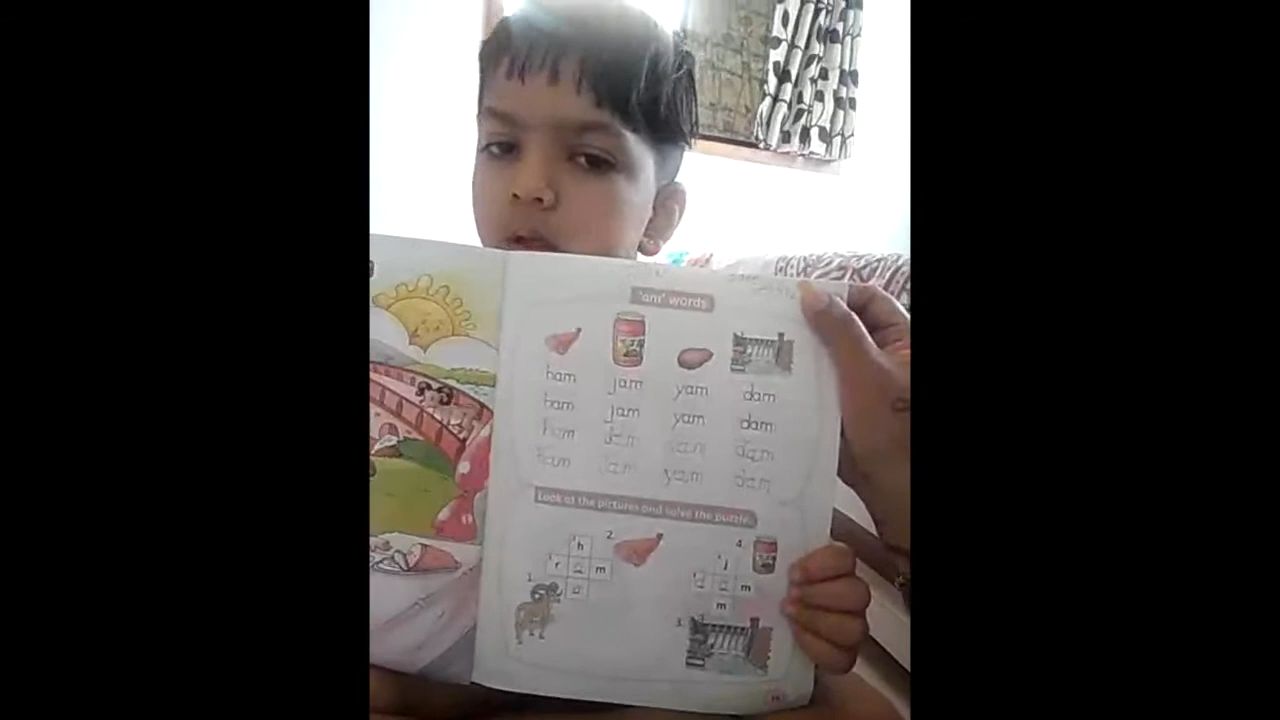 'am' words
ham jam yam dam
ham jam yam dam
ham jam yam dam
ham jam yam dam
Look at the pictures and solve the puzzle.
2. 4.
h
j
r a m
1. a m
m
3.